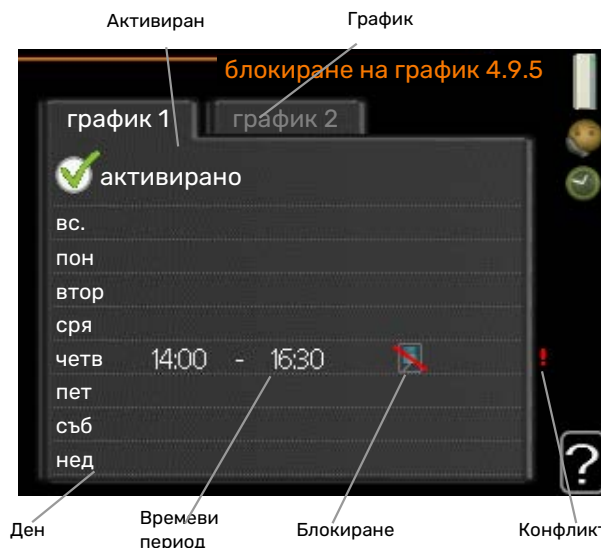 Активиран График
блокиране на график 4.9.5
график 1 график 2
активирано
вс.
пон
втор
сря
четв 14:00 - 16:30 !
пет
съб
нед
?
Ден Времеви период Блокиране Конфликт